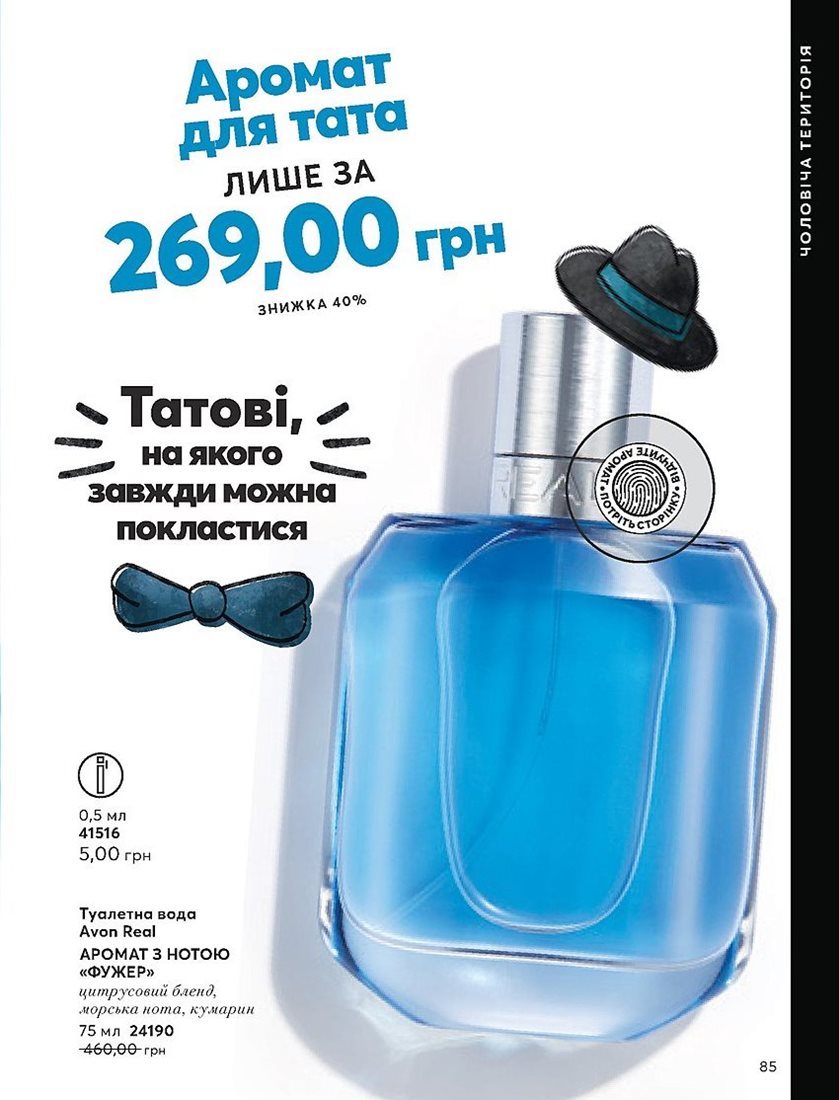 ЧОЛОВІЧА ТЕРИТОРІЯ
Аромат
для тата
ЛИШЕ ЗА
269,00 грн
ЗНИЖКА 40%
Татові,
на якого
завжди можна
покластися
REAL
ВІДЧУЙТЕ АРОМАТ • ПОТРІТЬ СТОРІНКУ •
0,5 мл
41516
5,00 грн
Туалетна вода
Avon Real
АРОМАТ З НОТОЮ
«ФУЖЕР»
цитрусовий бленд,
морська нота, кумарин
75 мл 24190
460,00 грн
85